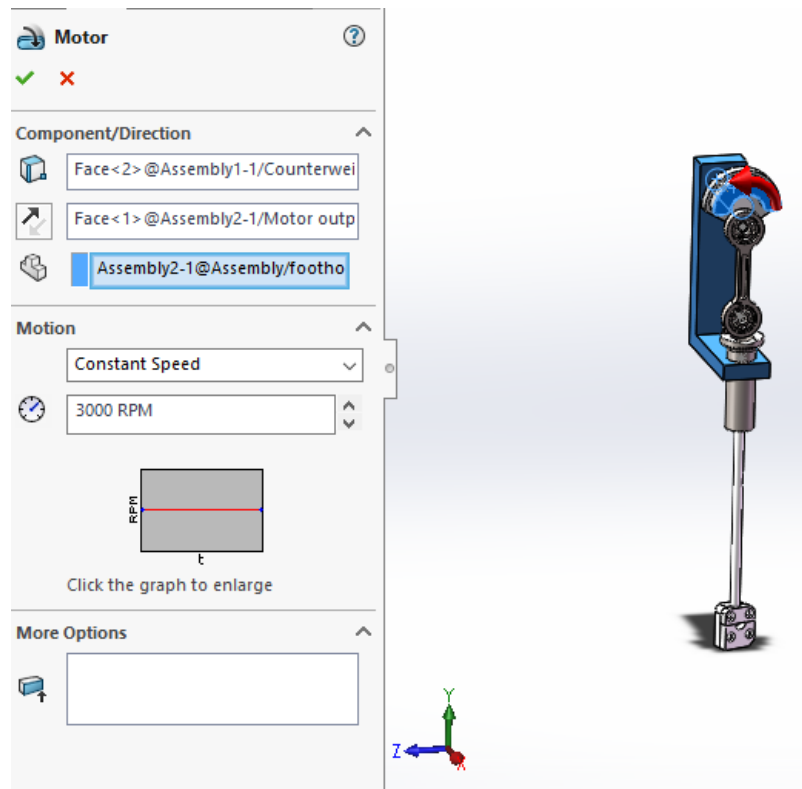 Motor
Component/Direction
Face<2>@Assembly1-1/Counterwei
Face<1>@Assembly2-1/Motor outp
Assembly2-1@Assembly/footho
Motion
Constant Speed
3000 RPM
RPM
t
Click the graph to enlarge
More Options
Y
Z
X